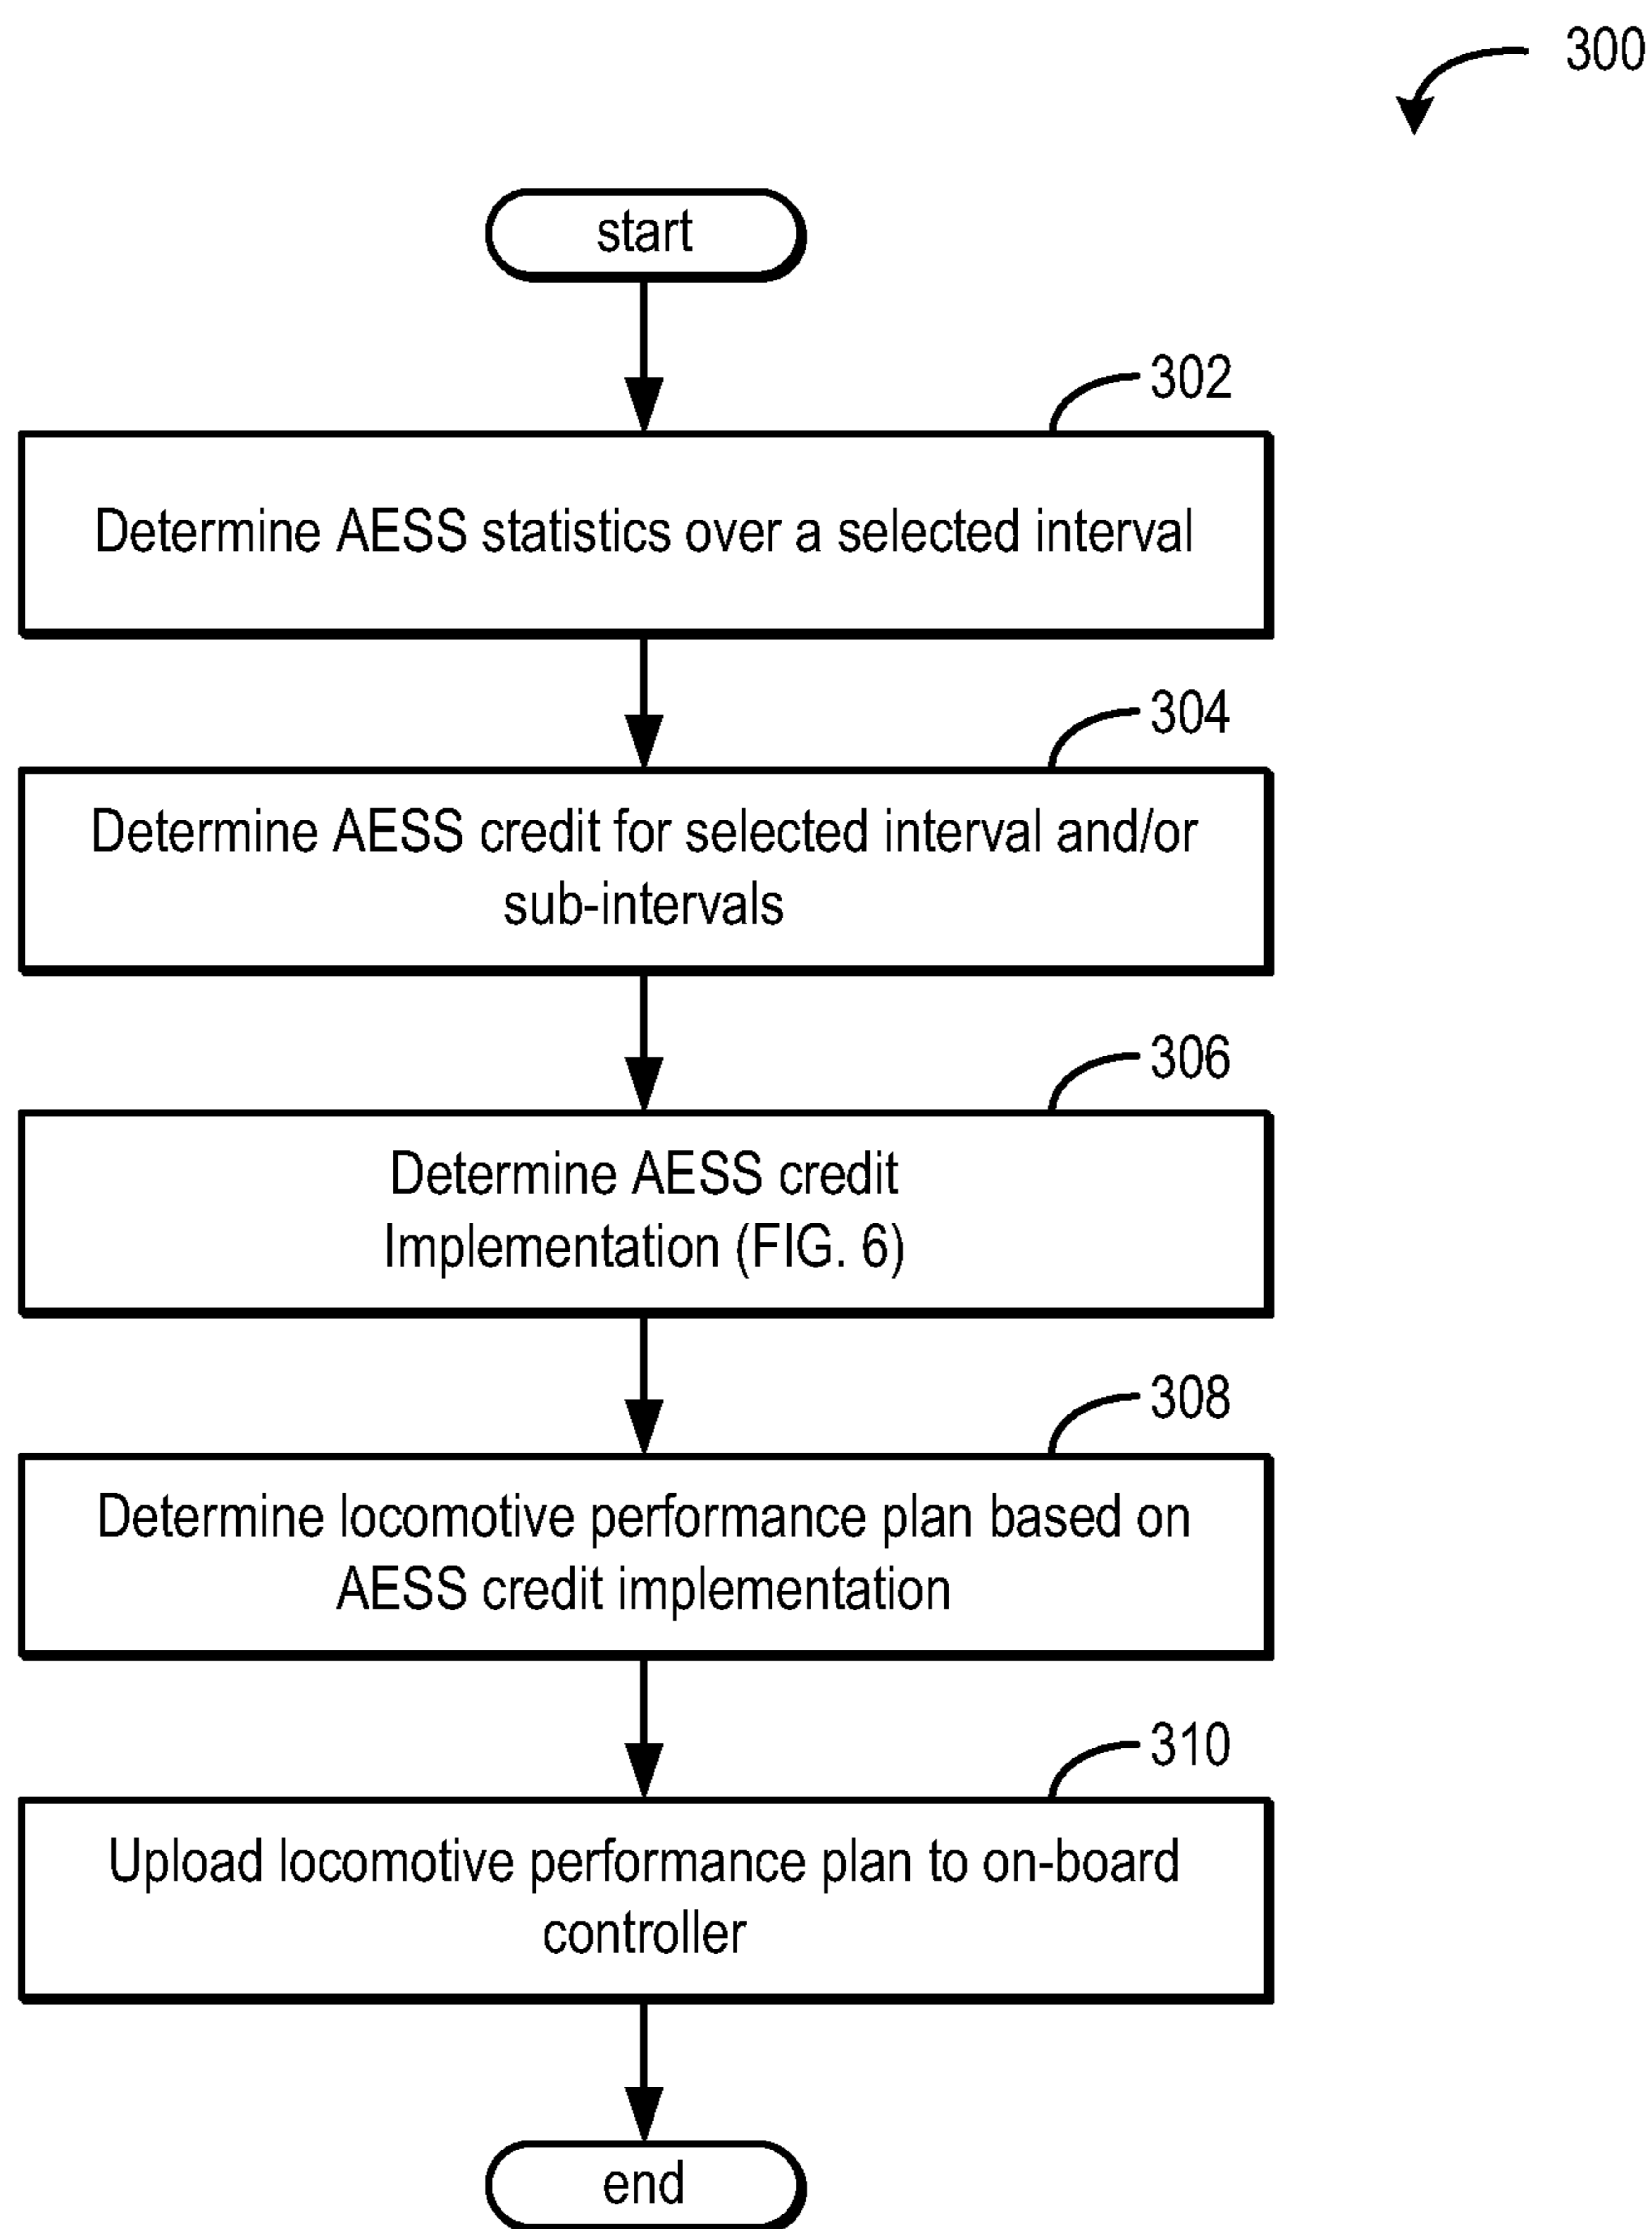 300
start
302
Determine AESS statistics over a selected interval
304
Determine AESS credit for selected interval and/or
sub-intervals
306
Determine AESS credit
Implementation (FIG. 6)
308
Determine locomotive performance plan based on
AESS credit implementation
310
Upload locomotive performance plan to on-board
controller
end